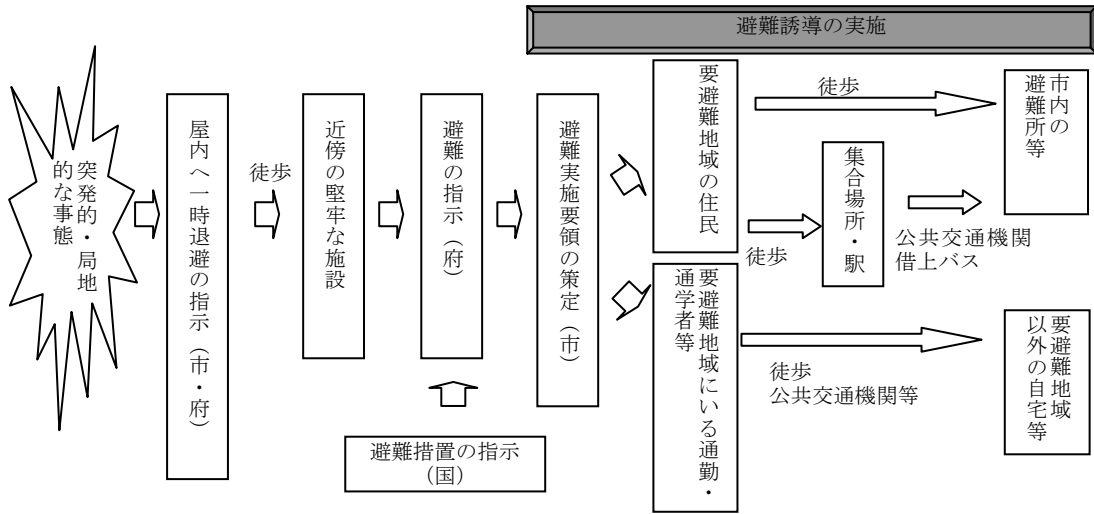 避難誘導の実施
突発的・局地
的な事態
屋内へ一時退避の指示（市・府）
徒歩
近傍の堅牢な施設
避難の指示（府）
避難措置の指示
（国）
避難実施要領の策定（市）
要避難地域の住民
徒歩
市内の
避難所等
徒歩
集合場所・駅
公共交通機関
借上バス
要避難地域にいる通勤・
通学者等
徒歩
公共交通機関等
要避難地域
以外の自宅等